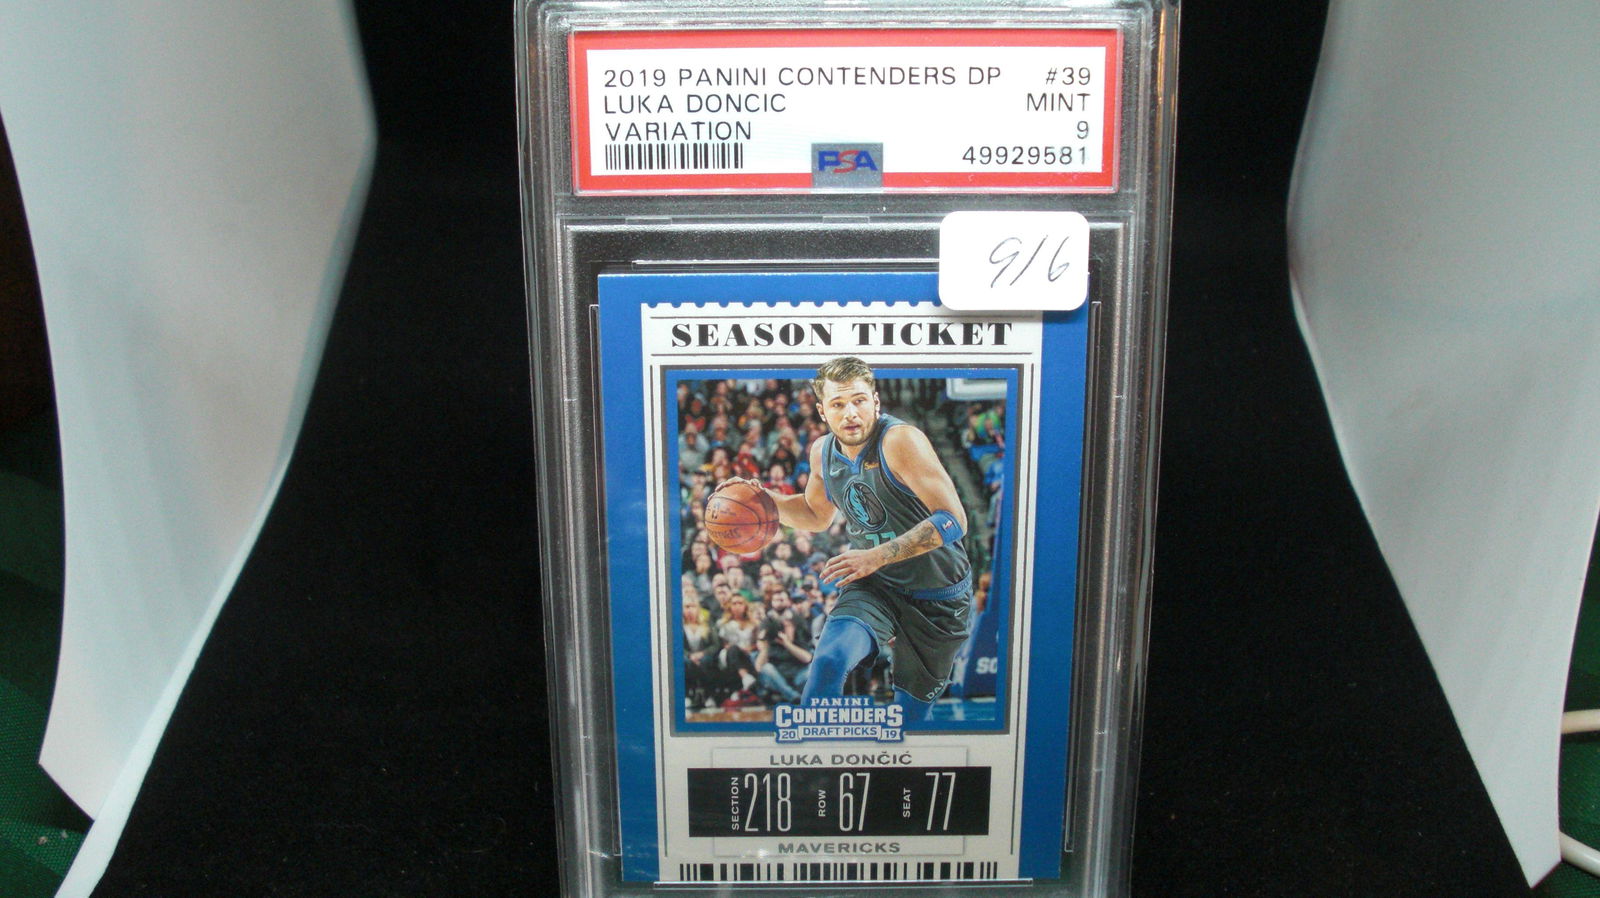 2019 PANINI CONTENDERS DP #39
LUKA DONCIC MINT
VARIATION 9
PSA 49929581
9/6
SEASON TICKET
77
PANINI
CONTENDERS
20 DRAFT PICKS 19
LUKA DONČIĆ
SECTION 218 ROW 67 SEAT 77
MAVERICKS